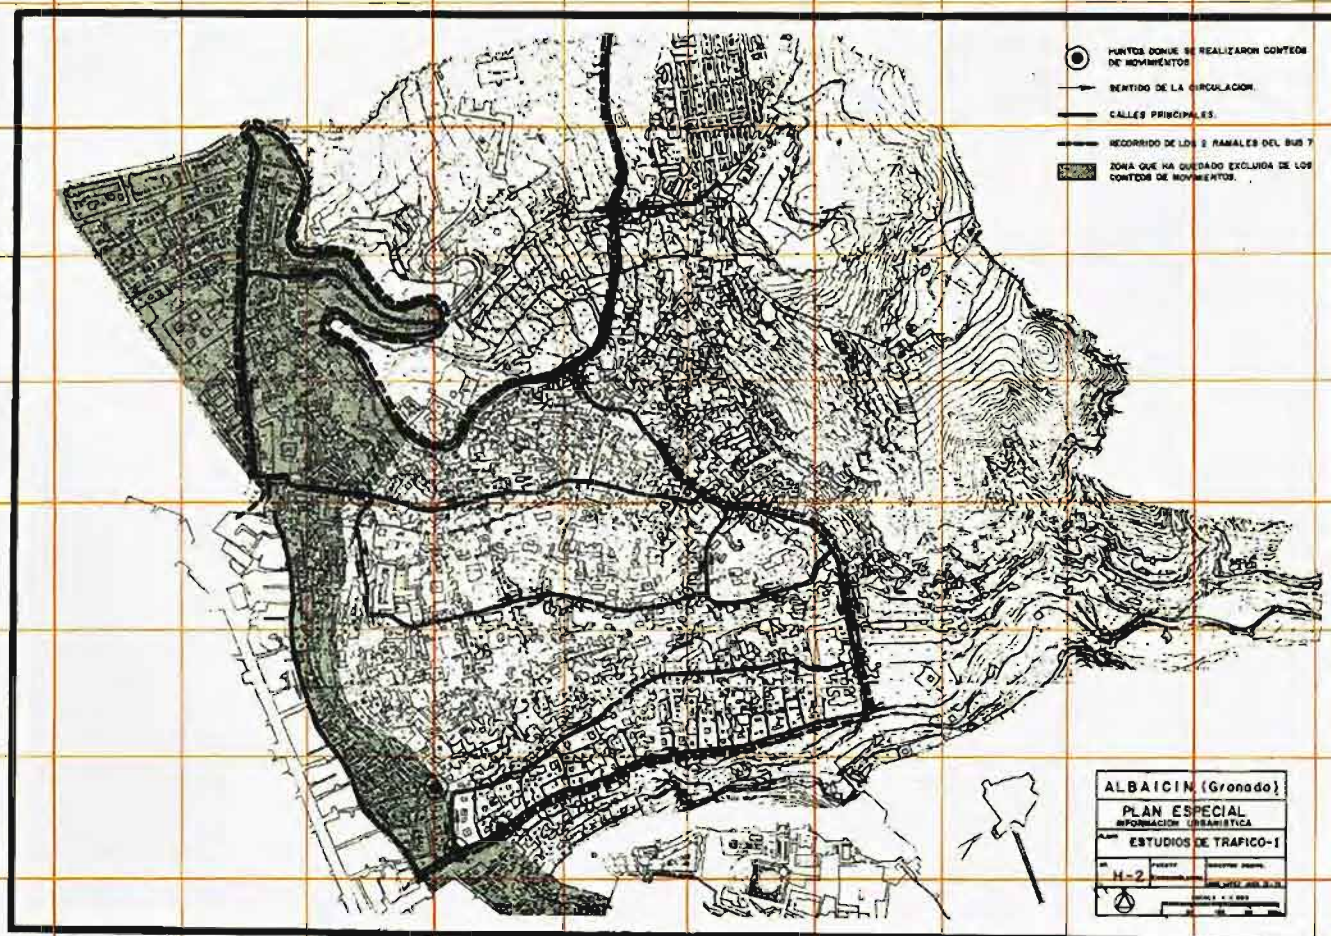 PUNTOS DONDE SE REALIZARON CONTEOS
DE MOVIMIENTOS
SENTIDO DE LA CIRCULACION.
CALLES PRINCIPALES.
RECORRIDO DE LOS 2 RAMALES DEL BUS 7
ZONA QUE HA QUEDADO EXCLUIDA DE LOS
CONTEOS DE MOVIMIENTOS.
ALBAICIN (Granada)
PLAN ESPECIAL
INFORMACION URBANISTICA
PLANO
ESTUDIOS DE TRAFICO-I
H-2
FUENTE